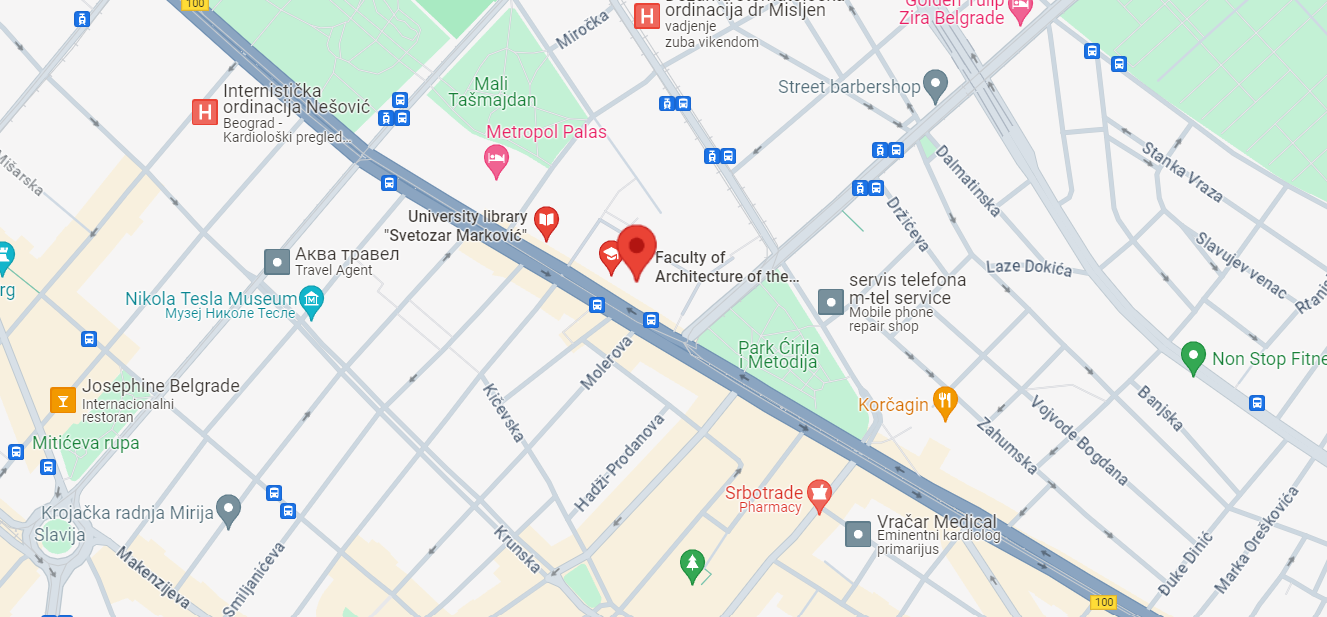 100
Miročka
ordinacija dr Misljen
vadjenje
zuba vikendom
Golden Tulip
Zira Belgrade
Mali
Tašmajdan
Street barbershop
Internistička
ordinacija Nešović
Beograd -
Kardiološki pregled...
Metropol Palas
Mišarska
Dalmatinska
Stanka Vraza
Držićeva
University library
"Svetozar Marković"
Faculty of
Architecture of the...
Аква травел
Travel Agent
Laze Dokića
Slavujev venac
servis telefona
m-tel service
Mobile phone
repair shop
rg
Nikola Tesla Museum
Музеј Николе Тесле
Park Ćirila
i Metodija
Molerova
Non Stop Fitne
Josephine Belgrade
Internacionalni
restoran
Kičevska
Korčagin
Banjska
Vojvode Bogdana
Zahumska
Mitićeva rupa
Hadži-Prodanova
Srbotrade
Pharmacy
Krojačka radnja Mirija
Slavija
Vračar Medical
Eminentni kardiolog
primarijus
Krunska
Makenzijeva
Smiljanićeva
Đuke Dinić
Marka Oreškovića
100